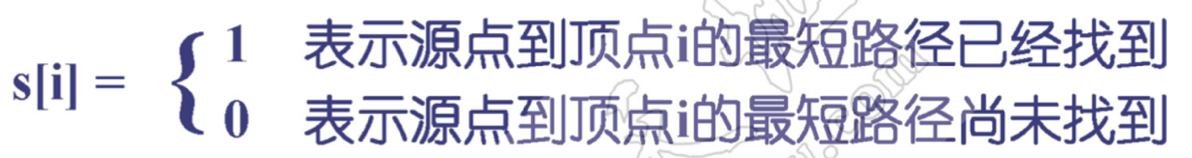 s[i] = { 1 表示源点到顶点i的最短路径已经找到
0 表示源点到顶点i的最短路径尚未找到